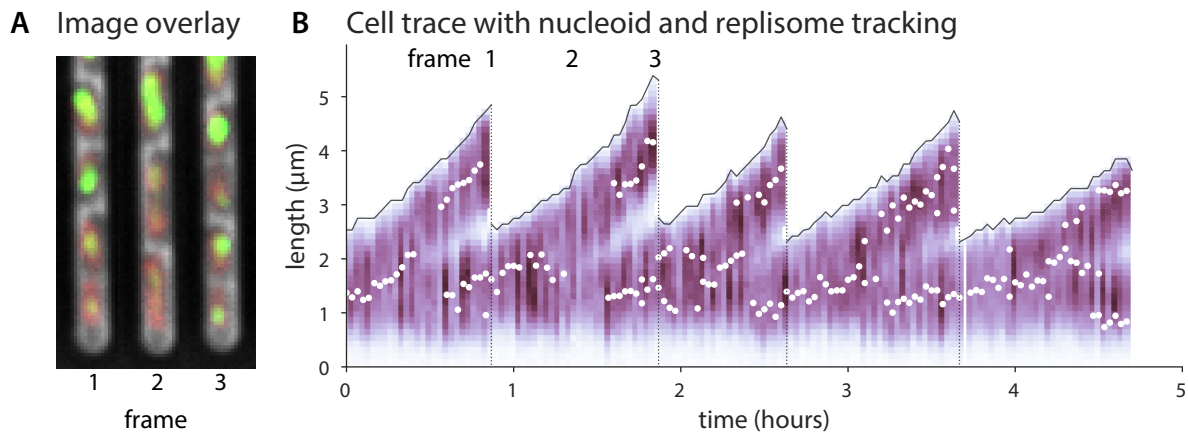 A Image overlay
1 2 3
frame
B Cell trace with nucleoid and replisome tracking
frame 1 2 3
length (µm)
5
4
3
2
1
0
0 1 2 3 4 5
time (hours)